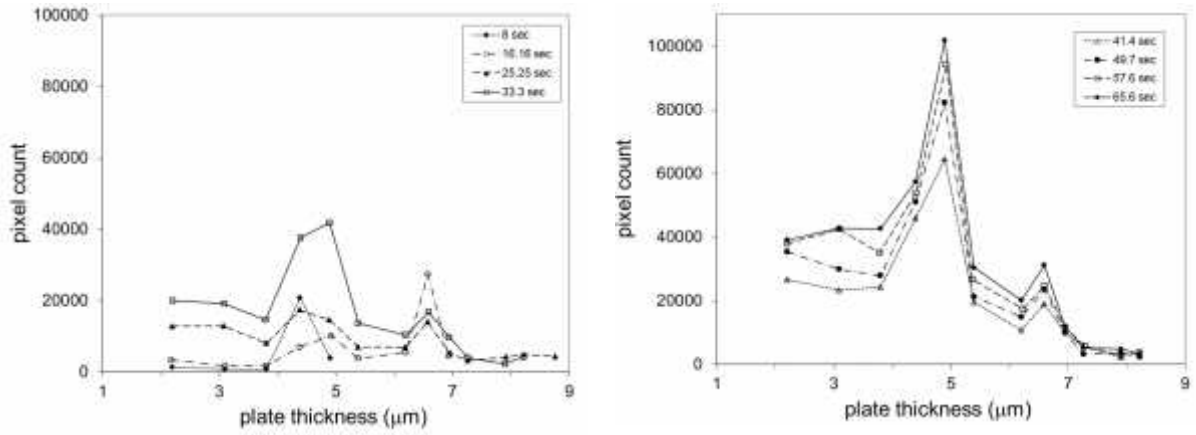 100000
80000
60000
40000
20000
0
pixel count
8 sec
16.16 sec
25.25 sec
33.3 sec
1 3 5 7 9
plate thickness (μm)
100000
80000
60000
40000
20000
0
pixel count
41.4 sec
49.7 sec
57.6 sec
65.6 sec
1 3 5 7 9
plate thickness (μm)